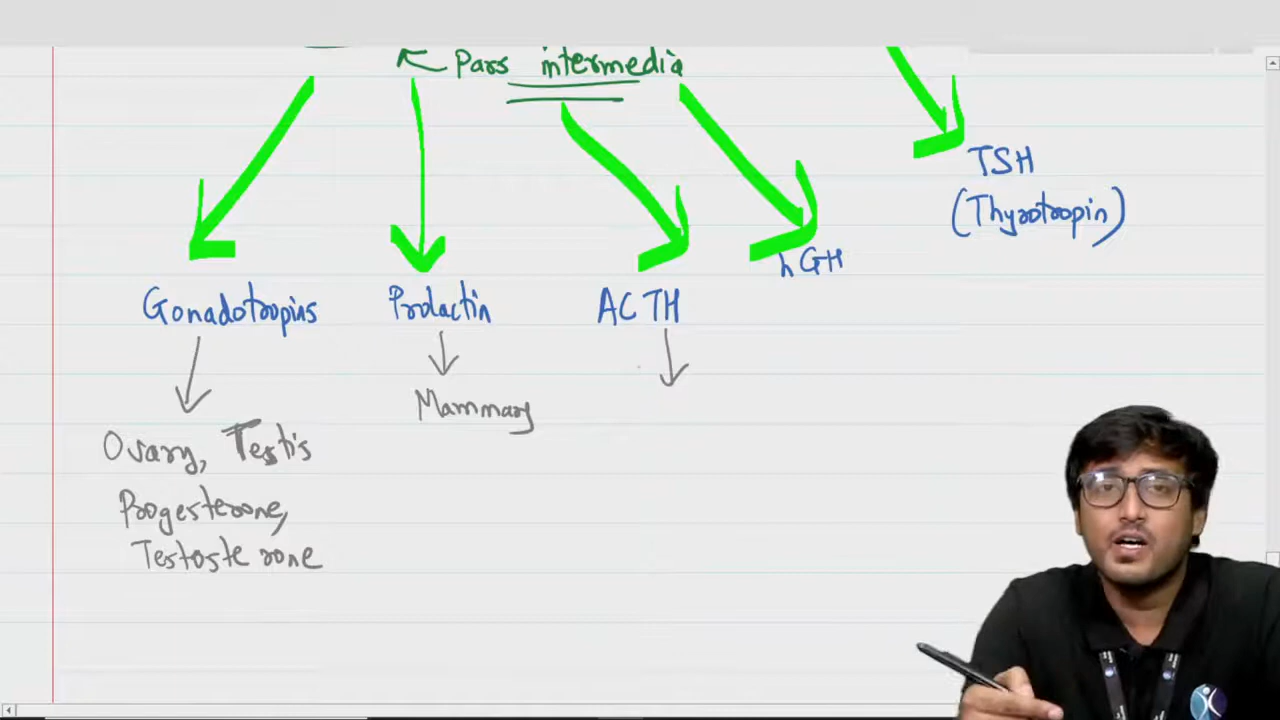 Pars intermedia
TSH
(Thyrotropin)
hGH
Gonadotropins
Prolactin
ACTH
Mammary
Ovary, Testis
Progesterone,
Testosterone